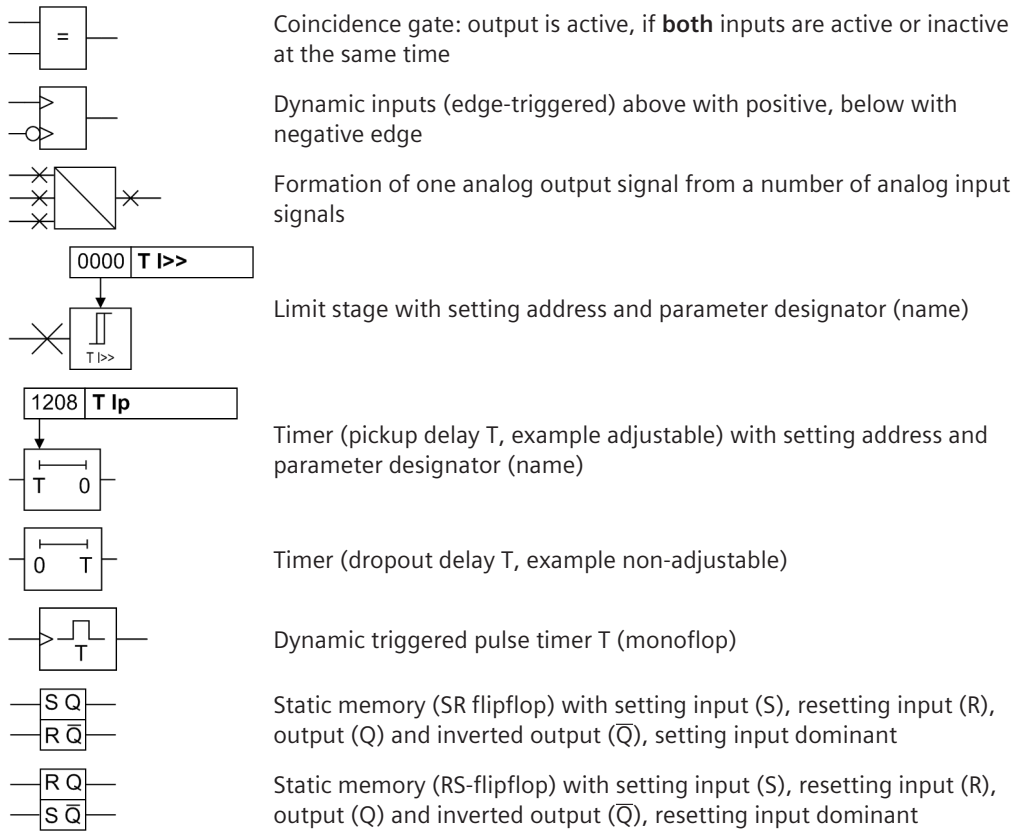 =
Coincidence gate: output is active, if both inputs are active or inactive
at the same time
Dynamic inputs (edge-triggered) above with positive, below with
negative edge
Formation of one analog output signal from a number of analog input
signals
0000 T I>>
T I>>
Limit stage with setting address and parameter designator (name)
1208 T Ip
T 0
Timer (pickup delay T, example adjustable) with setting address and
parameter designator (name)
0 T
Timer (dropout delay T, example non-adjustable)
T
Dynamic triggered pulse timer T (monoflop)
S Q
R Q̅
Static memory (SR flipflop) with setting input (S), resetting input (R),
output (Q) and inverted output (Q̅), setting input dominant
R Q
S Q̅
Static memory (RS-flipflop) with setting input (S), resetting input (R),
output (Q) and inverted output (Q̅), resetting input dominant